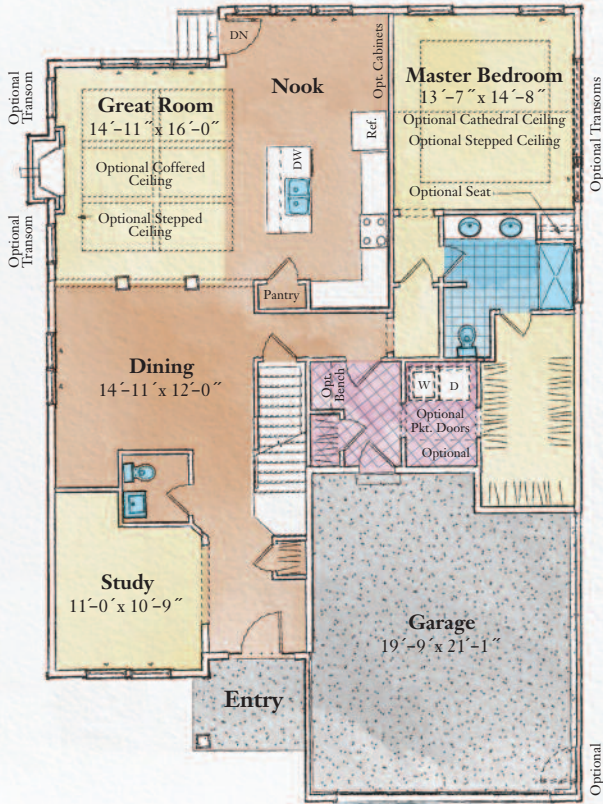 DN
Nook
Opt. Cabinets
Master Bedroom
13´-7˝ x 14´-8˝
Optional Cathedral Ceiling
Optional Stepped Ceiling
Optional Transoms
Optional
Transom
Great Room
14´-11˝ x 16´-0˝
Optional Coffered
Ceiling
Optional Stepped
Ceiling
Optional
Transom
DW
Ref.
Optional Seat
Pantry
Dining
14´-11´ x 12´-0˝
Opt.
Bench
W
D
Optional
Pkt. Doors
Optional
Study
11´-0´ x 10´-9˝
Garage
19´-9´ x 21´-1˝
Entry
Optional